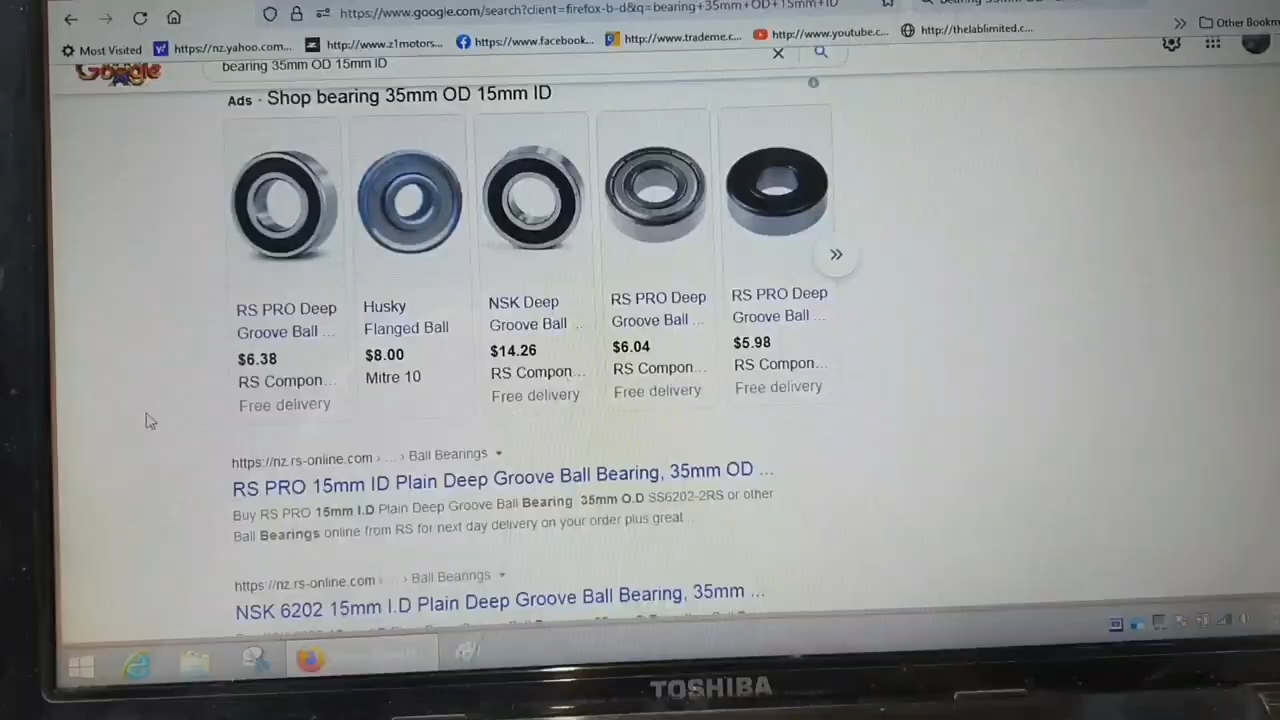 https://www.google.com/search?client=firefox-b-d&q=bearing+35mm+OD+15mm+ID
Most Visited https://nz.yahoo.com... http://www.z1motors... https://www.facebook... http://www.trademe.c... http://www.youtube.c... http://thelablimited.c... Other Bookm
Google bearing 35mm OD 15mm ID
Ads · Shop bearing 35mm OD 15mm ID
RS PRO Deep
Groove Ball ...
$6.38
RS Compon...
Free delivery
Husky
Flanged Ball
$8.00
Mitre 10
NSK Deep
Groove Ball ...
$14.26
RS Compon...
Free delivery
RS PRO Deep
Groove Ball ...
$6.04
RS Compon...
Free delivery
RS PRO Deep
Groove Ball ...
$5.98
RS Compon...
Free delivery
https://nz.rs-online.com › ... › Ball Bearings
RS PRO 15mm ID Plain Deep Groove Ball Bearing, 35mm OD ...
Buy RS PRO 15mm I.D Plain Deep Groove Ball Bearing 35mm O.D SS6202-2RS or other
Ball Bearings online from RS for next day delivery on your order plus great
https://nz.rs-online.com › ... › Ball Bearings
NSK 6202 15mm I.D Plain Deep Groove Ball Bearing, 35mm ...
TOSHIBA